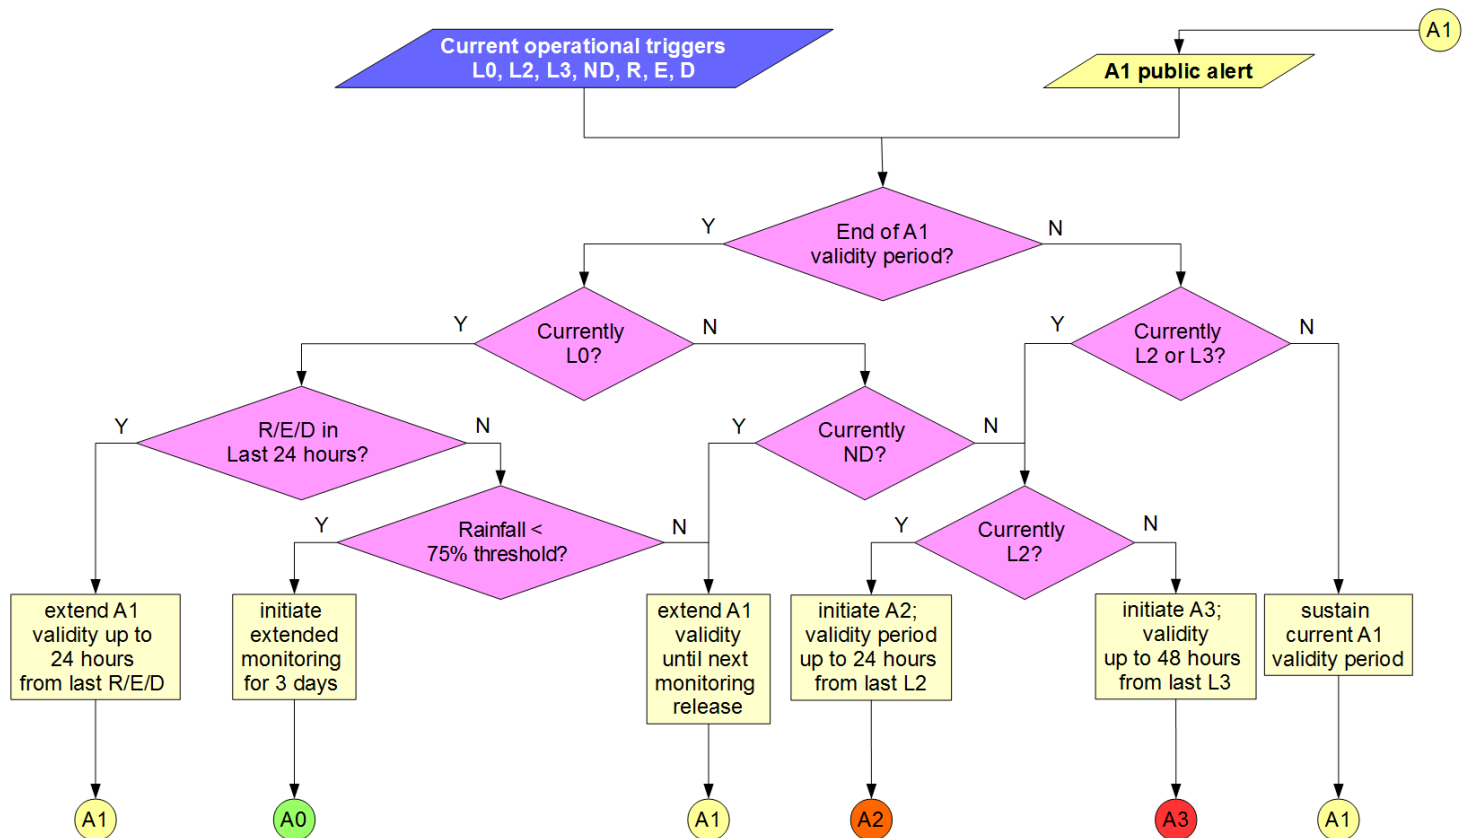 Current operational triggers
L0, L2, L3, ND, R, E, D
A1
A1 public alert
Y
End of A1
validity period?
N
Y
Currently
L0?
N
Y
Currently
L2 or L3?
N
Y
R/E/D in
Last 24 hours?
N
Y
Currently
ND?
N
Y
Rainfall <
75% threshold?
N
Y
Currently
L2?
N
extend A1
validity up to
24 hours
from last R/E/D
initiate
extended
monitoring
for 3 days
extend A1
validity
until next
monitoring
release
initiate A2;
validity period
up to 24 hours
from last L2
initiate A3;
validity
up to 48 hours
from last L3
sustain
current A1
validity period
A1
A0
A1
A2
A3
A1